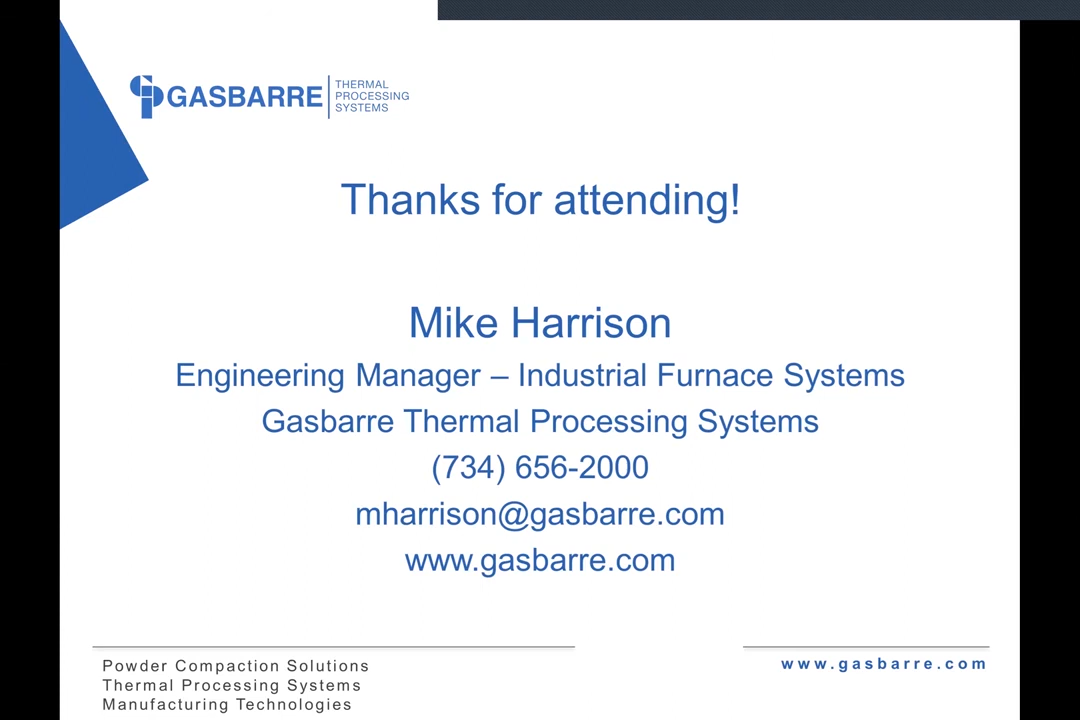 GASBARRE
THERMAL
PROCESSING
SYSTEMS
Thanks for attending!
Mike Harrison
Engineering Manager – Industrial Furnace Systems
Gasbarre Thermal Processing Systems
(734) 656-2000
mharrison@gasbarre.com
www.gasbarre.com
Powder Compaction Solutions
Thermal Processing Systems
Manufacturing Technologies
www.gasbarre.com